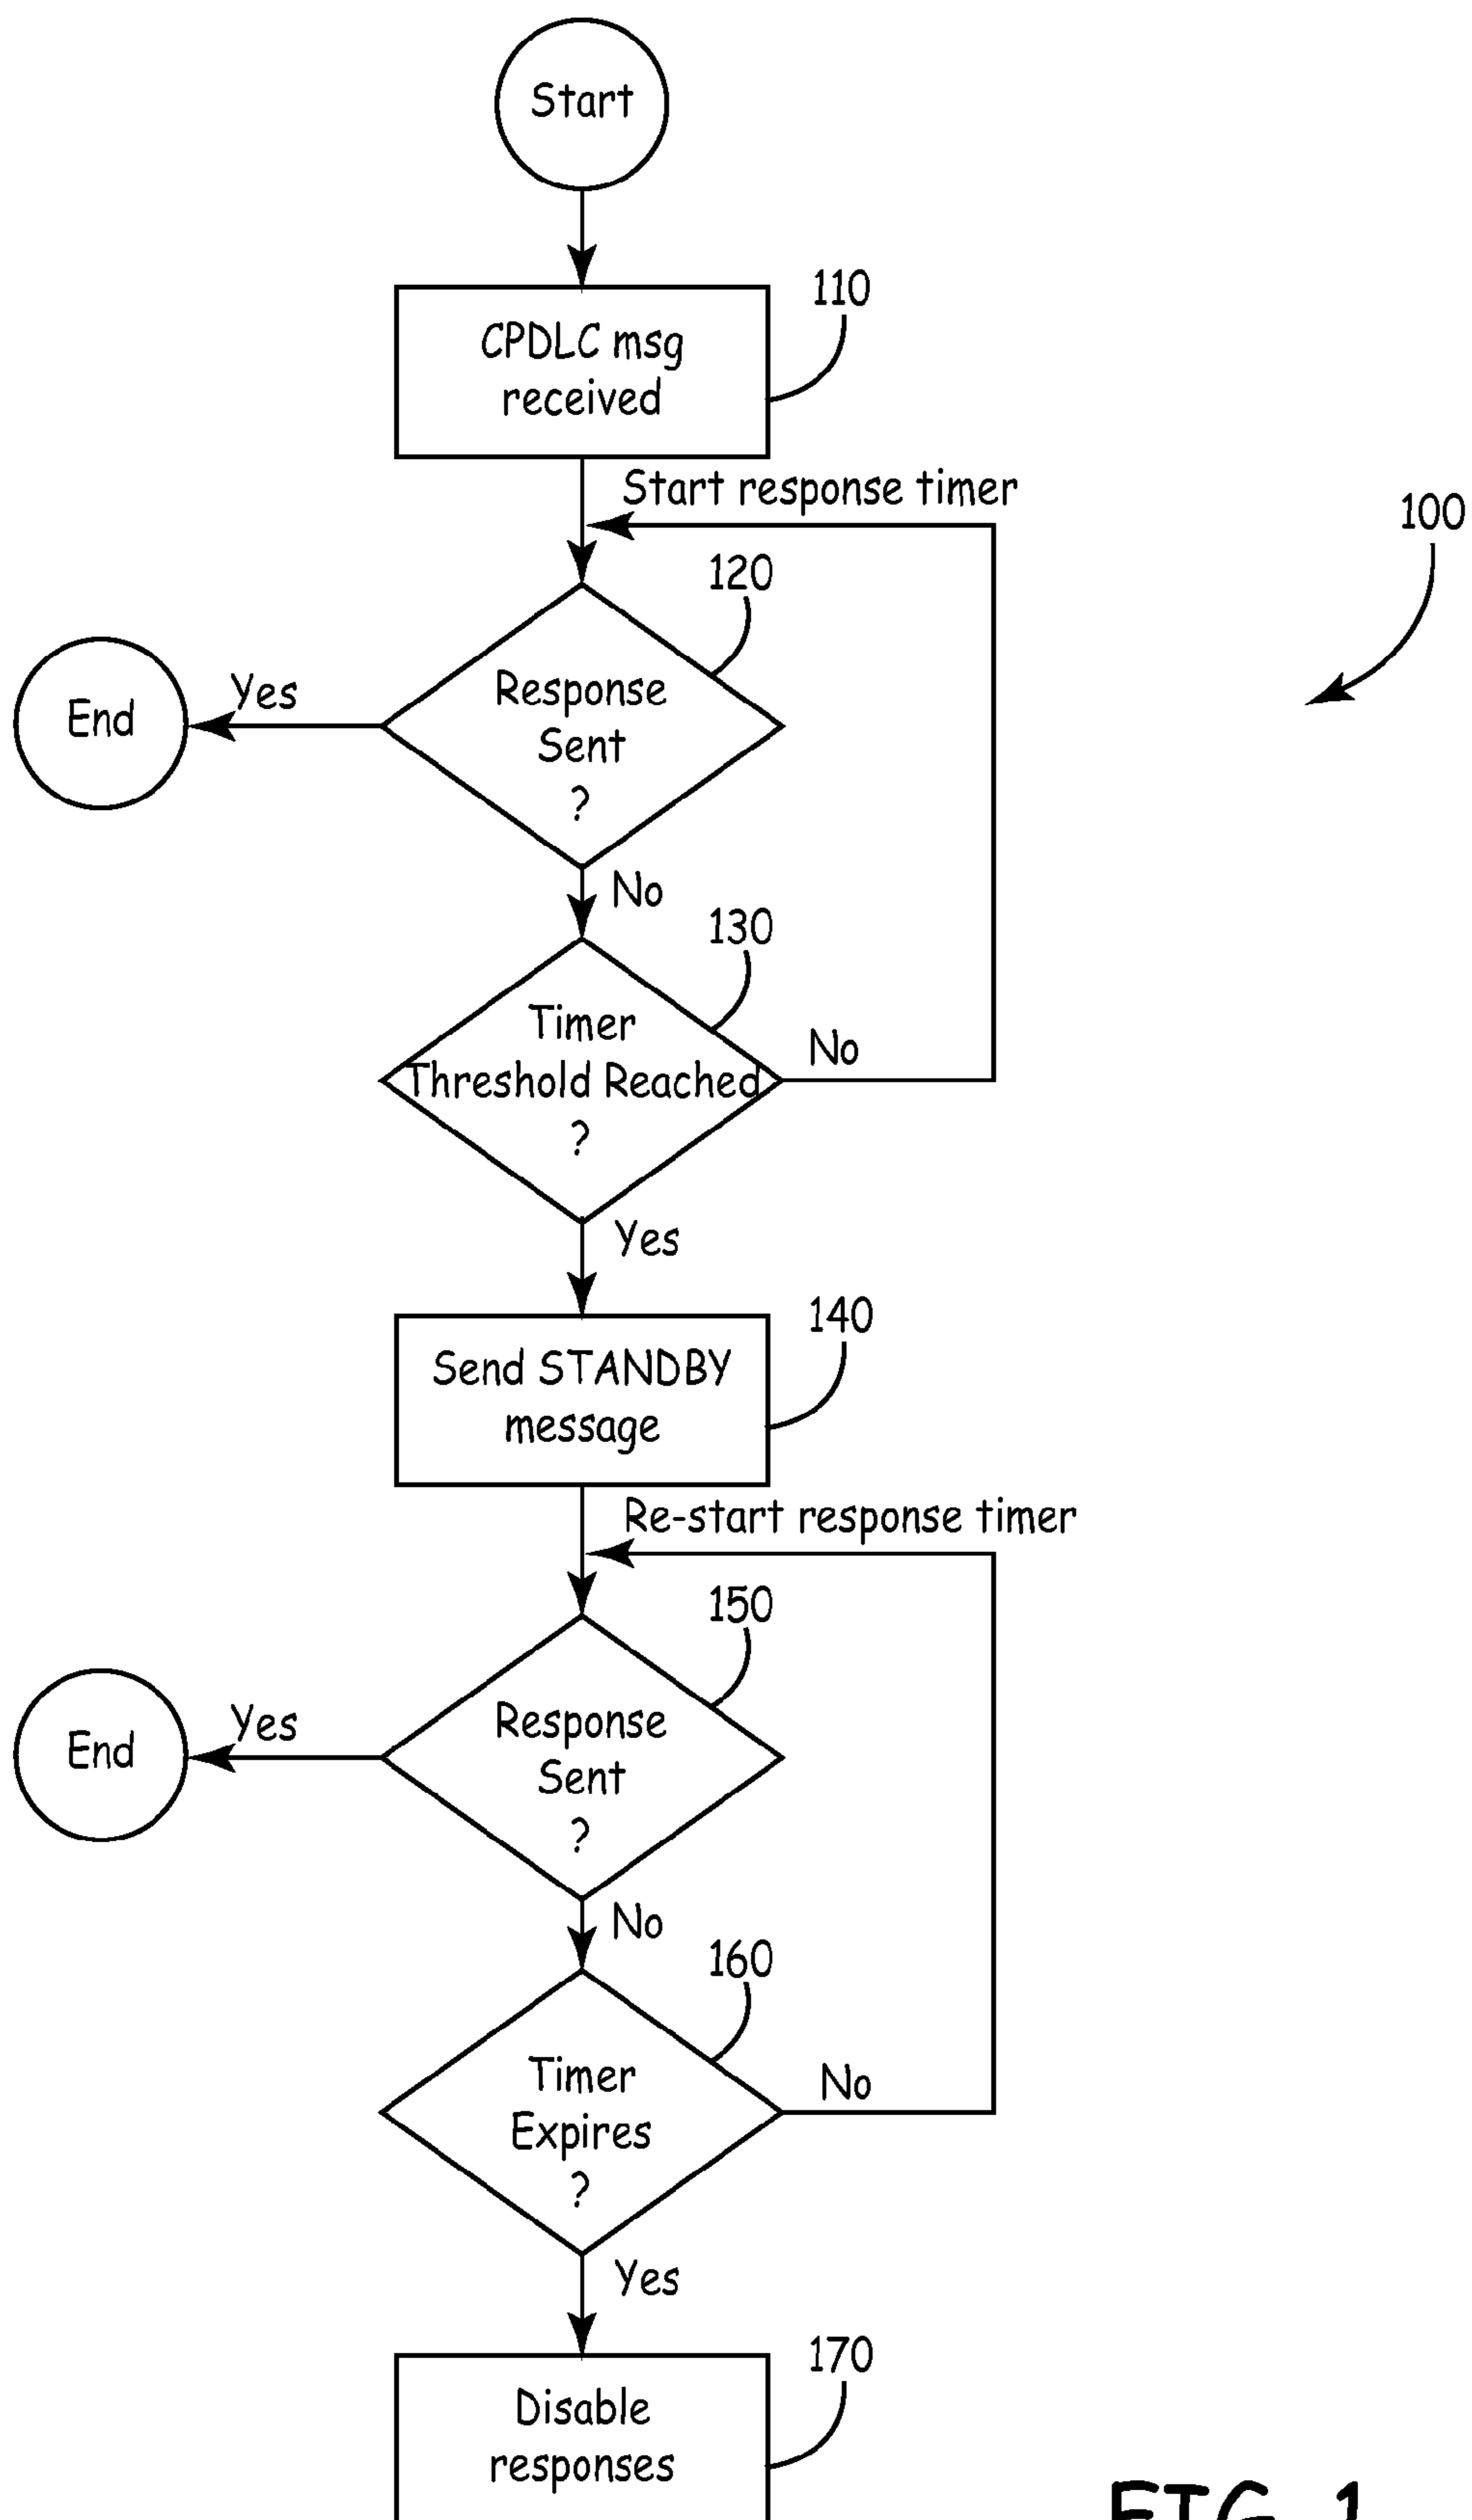 Start
110
CPDLC msg
received
Start response timer
100
120
Response
Sent
?
Yes
End
No
130
Timer
Threshold Reached
?
No
Yes
140
Send STANDBY
message
Re-start response timer
150
Response
Sent
?
Yes
End
No
160
Timer
Expires
?
No
Yes
170
Disable
responses
FIG. 1